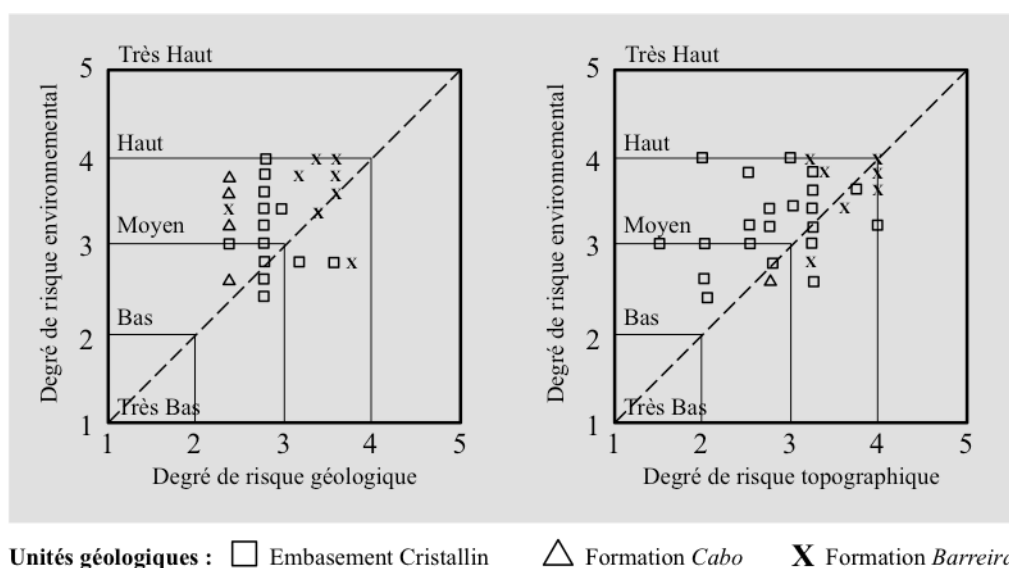 Très Haut
5
Haut
4
Moyen
3
Bas
2
Très Bas
1
1 2 3 4 5
Degré de risque environnemental
Degré de risque géologique
Très Haut
5
Haut
4
Moyen
3
Bas
2
Très Bas
1
1 2 3 4 5
Degré de risque environnemental
Degré de risque topographique
Unités géologiques : Embasement Cristallin Formation Cabo X Formation